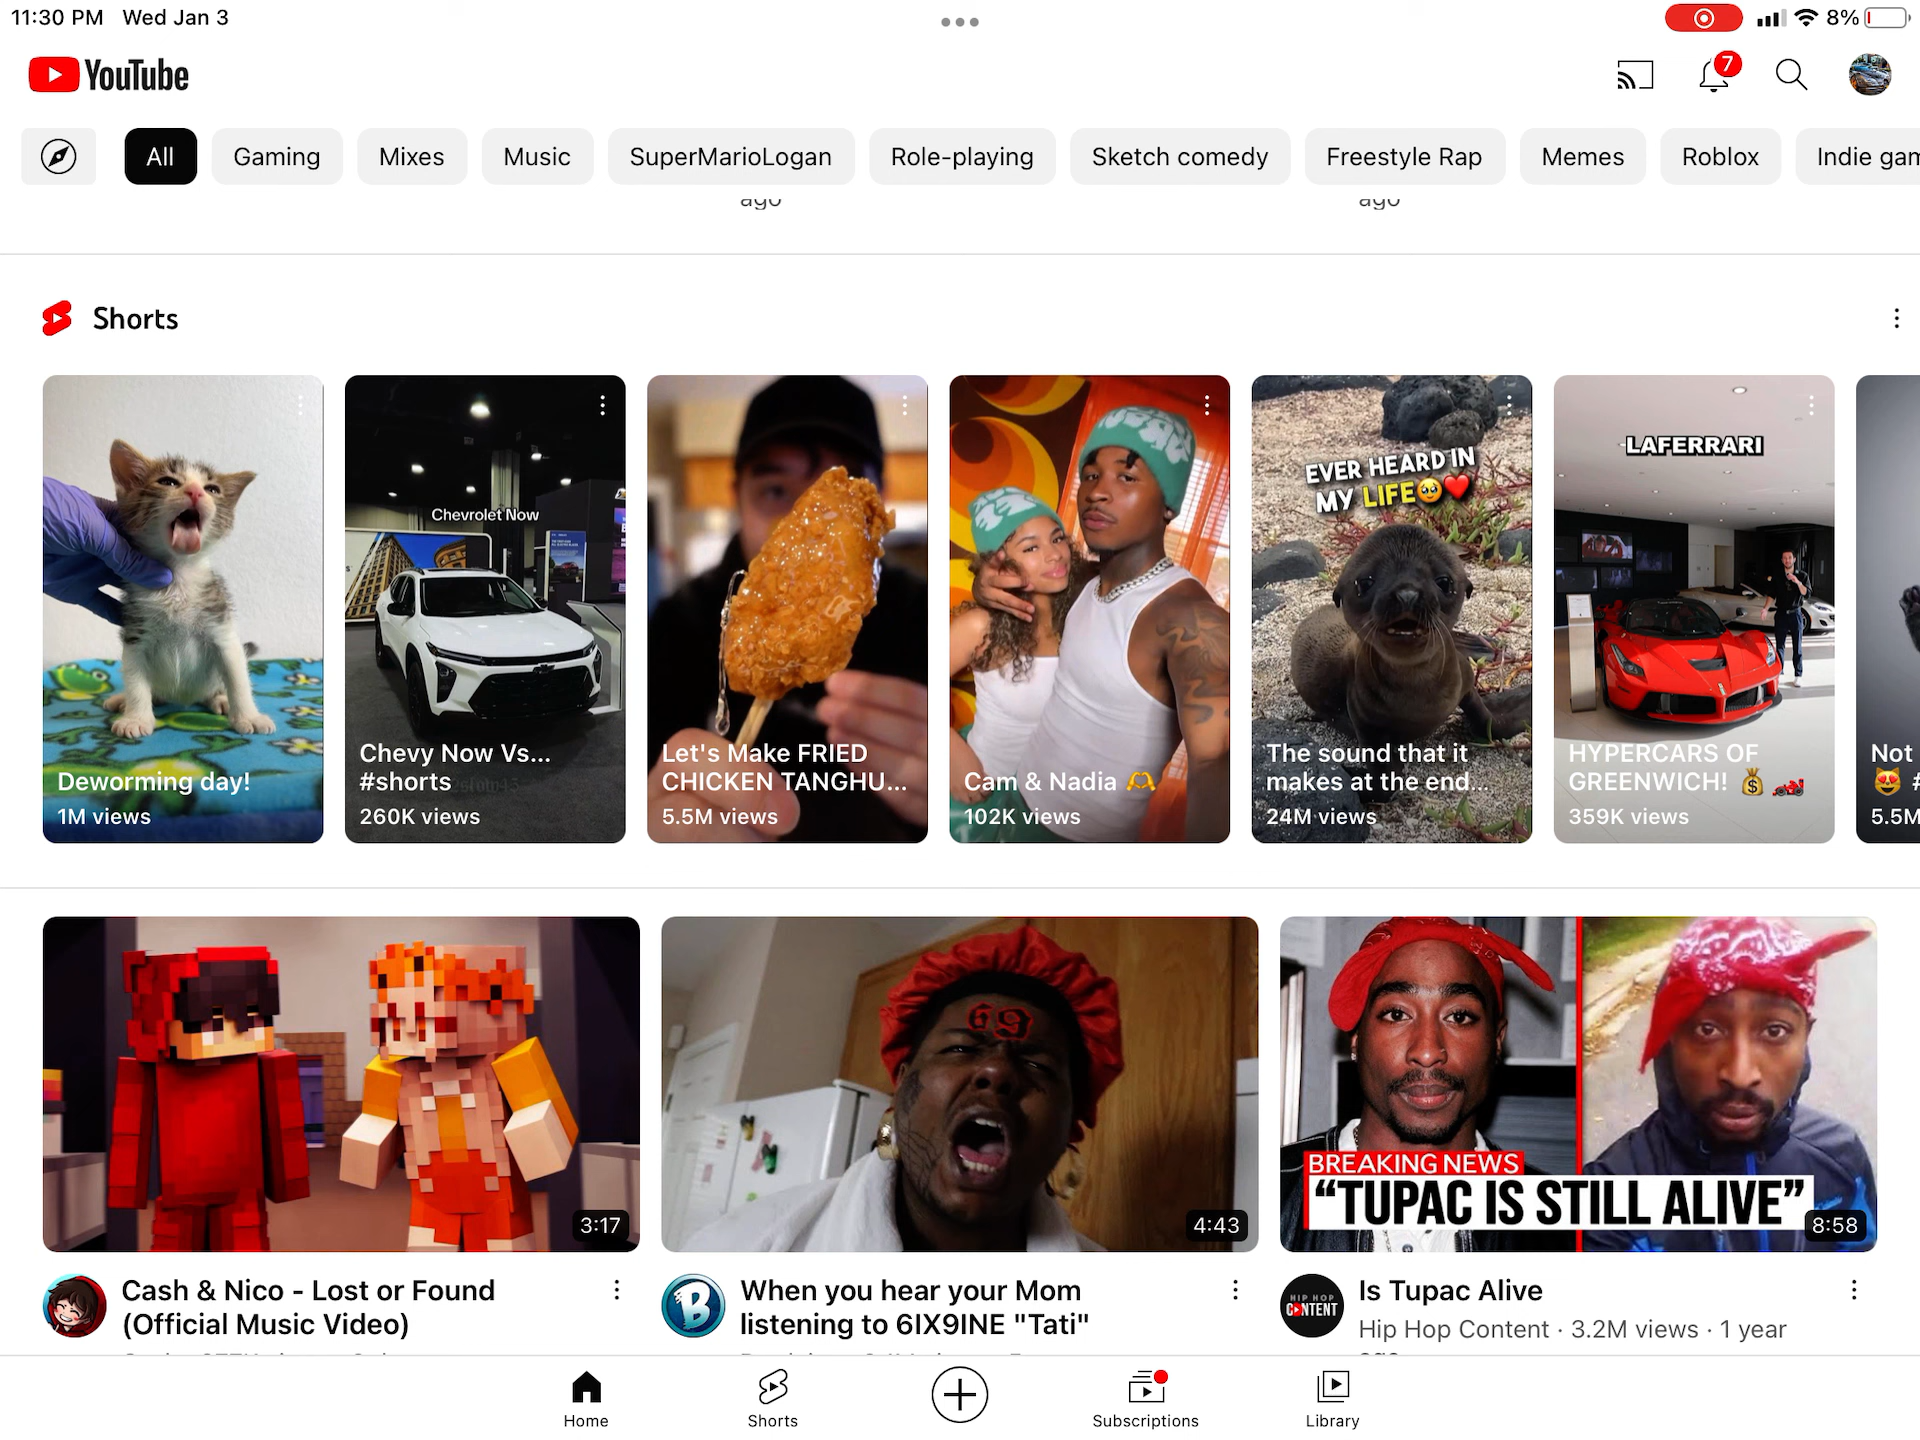 11:30 PM Wed Jan 3
8%
YouTube
7
All
Gaming
Mixes
Music
SuperMarioLogan
Role-playing
Sketch comedy
Freestyle Rap
Memes
Roblox
Indie gam
ago
ago
Shorts
Chevrolet Now
EVER HEARD IN
MY LIFE🥹❤️
LAFERRARI
Deworming day!
1M views
Chevy Now Vs...
#shorts
260K views
Let's Make FRIED
CHICKEN TANGHU...
5.5M views
Cam & Nadia 🫶
102K views
The sound that it
makes at the end...
24M views
HYPERCARS OF
GREENWICH! 💰🏎️
359K views
Not
😻 #
5.5M
3:17
69
4:43
BREAKING NEWS
“TUPAC IS STILL ALIVE”
8:58
Cash & Nico - Lost or Found
(Official Music Video)
B
When you hear your Mom
listening to 6IX9INE "Tati"
HIP HOP
CONTENT
Is Tupac Alive
Hip Hop Content · 3.2M views · 1 year
ago
Home
Shorts
Subscriptions
Library